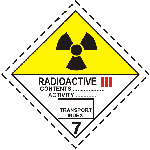 RADIOACTIVE III
CONTENTS..................
ACTIVITY..................
TRANSPORT
INDEX
7